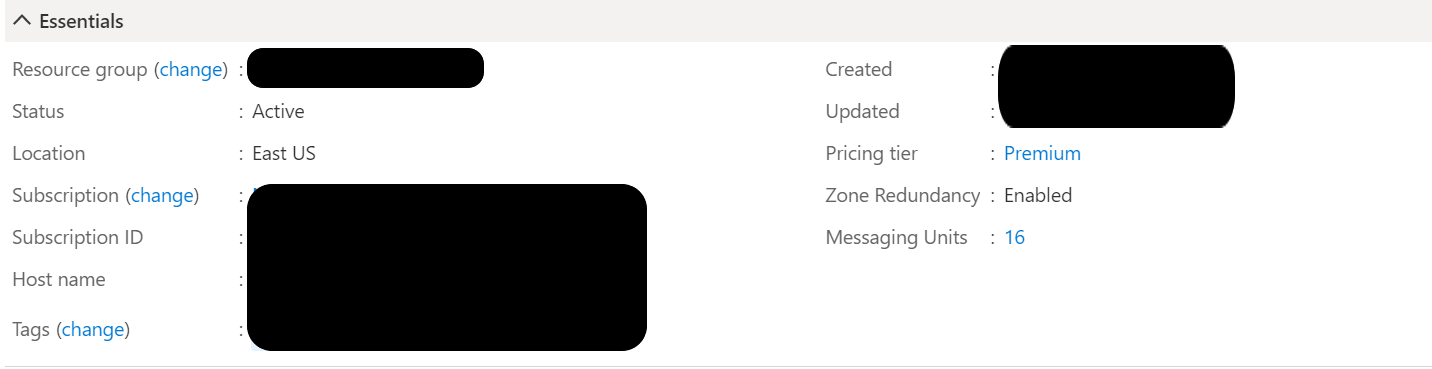 Essentials
Resource group (change) :
Status : Active
Location : East US
Subscription (change) :
Subscription ID :
Host name :
Tags (change) :
Created :
Updated :
Pricing tier : Premium
Zone Redundancy : Enabled
Messaging Units : 16